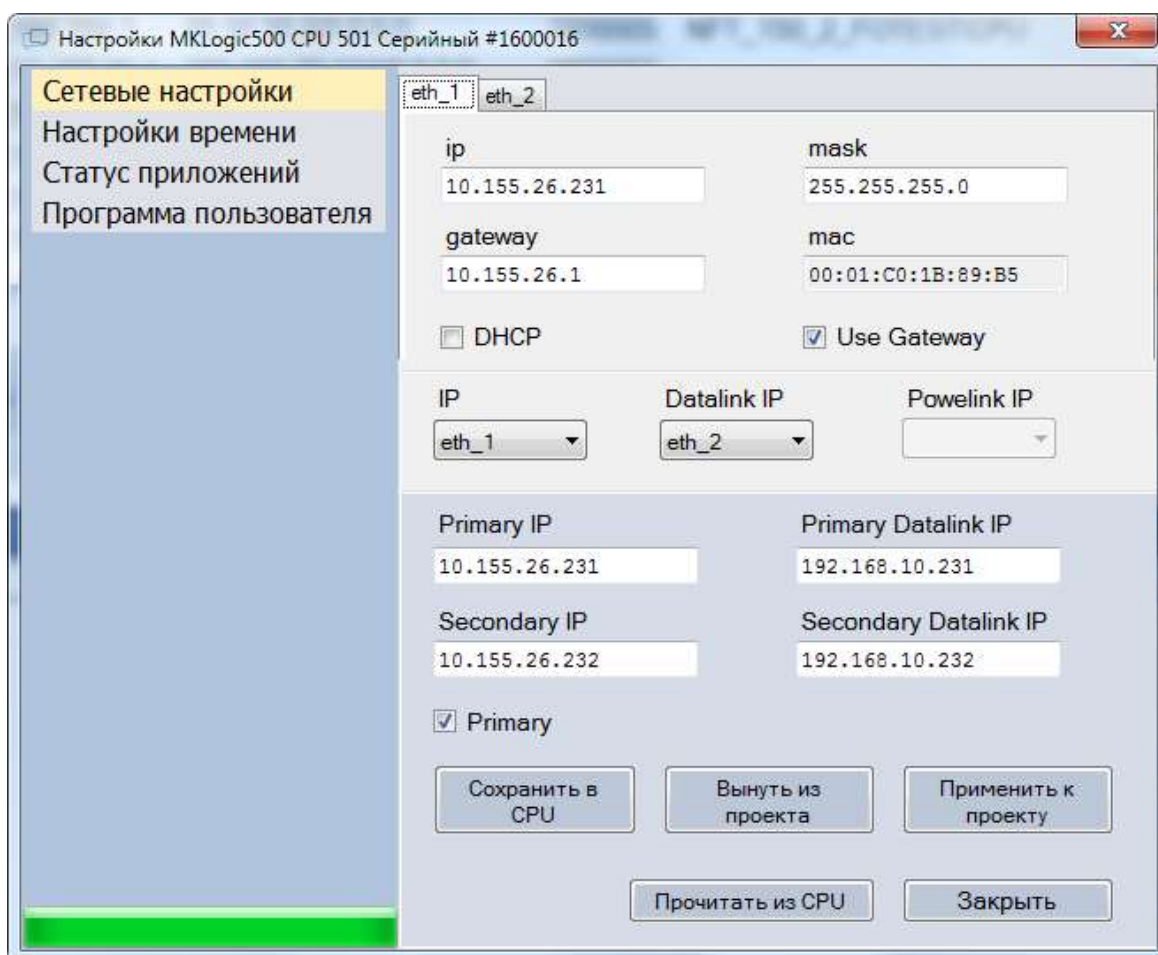 Настройки MKLogic500 CPU 501 Серийный #1600016
Сетевые настройки
Настройки времени
Статус приложений
Программа пользователя
eth_1 eth_2
ip mask
10.155.26.231 255.255.255.0
gateway mac
10.155.26.1 00:01:C0:1B:89:B5
DHCP Use Gateway
IP Datalink IP Powelink IP
eth_1 eth_2
Primary IP Primary Datalink IP
10.155.26.231 192.168.10.231
Secondary IP Secondary Datalink IP
10.155.26.232 192.168.10.232
Primary
Сохранить в Вынуть из Применить к
CPU проекта проекту
Прочитать из CPU Закрыть